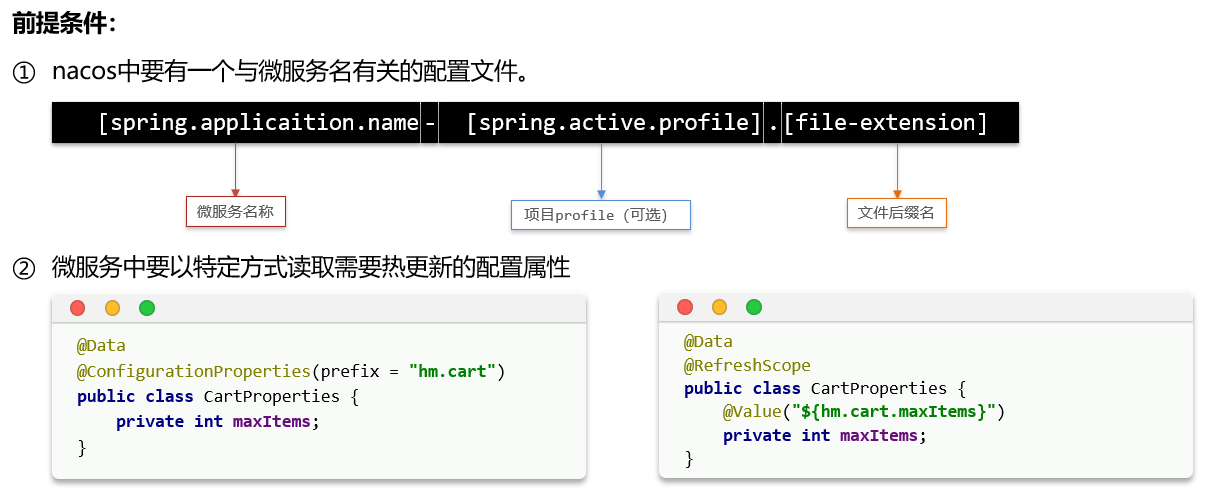 前提条件：
① nacos中要有一个与微服务名有关的配置文件。
[spring.applicaition.name- [spring.active.profile].[file-extension]
微服务名称
项目profile（可选）
文件后缀名
② 微服务中要以特定方式读取需要热更新的配置属性
@Data
@ConfigurationProperties(prefix = "hm.cart")
public class CartProperties {
private int maxItems;
}
@Data
@RefreshScope
public class CartProperties {
@Value("${hm.cart.maxItems}")
private int maxItems;
}